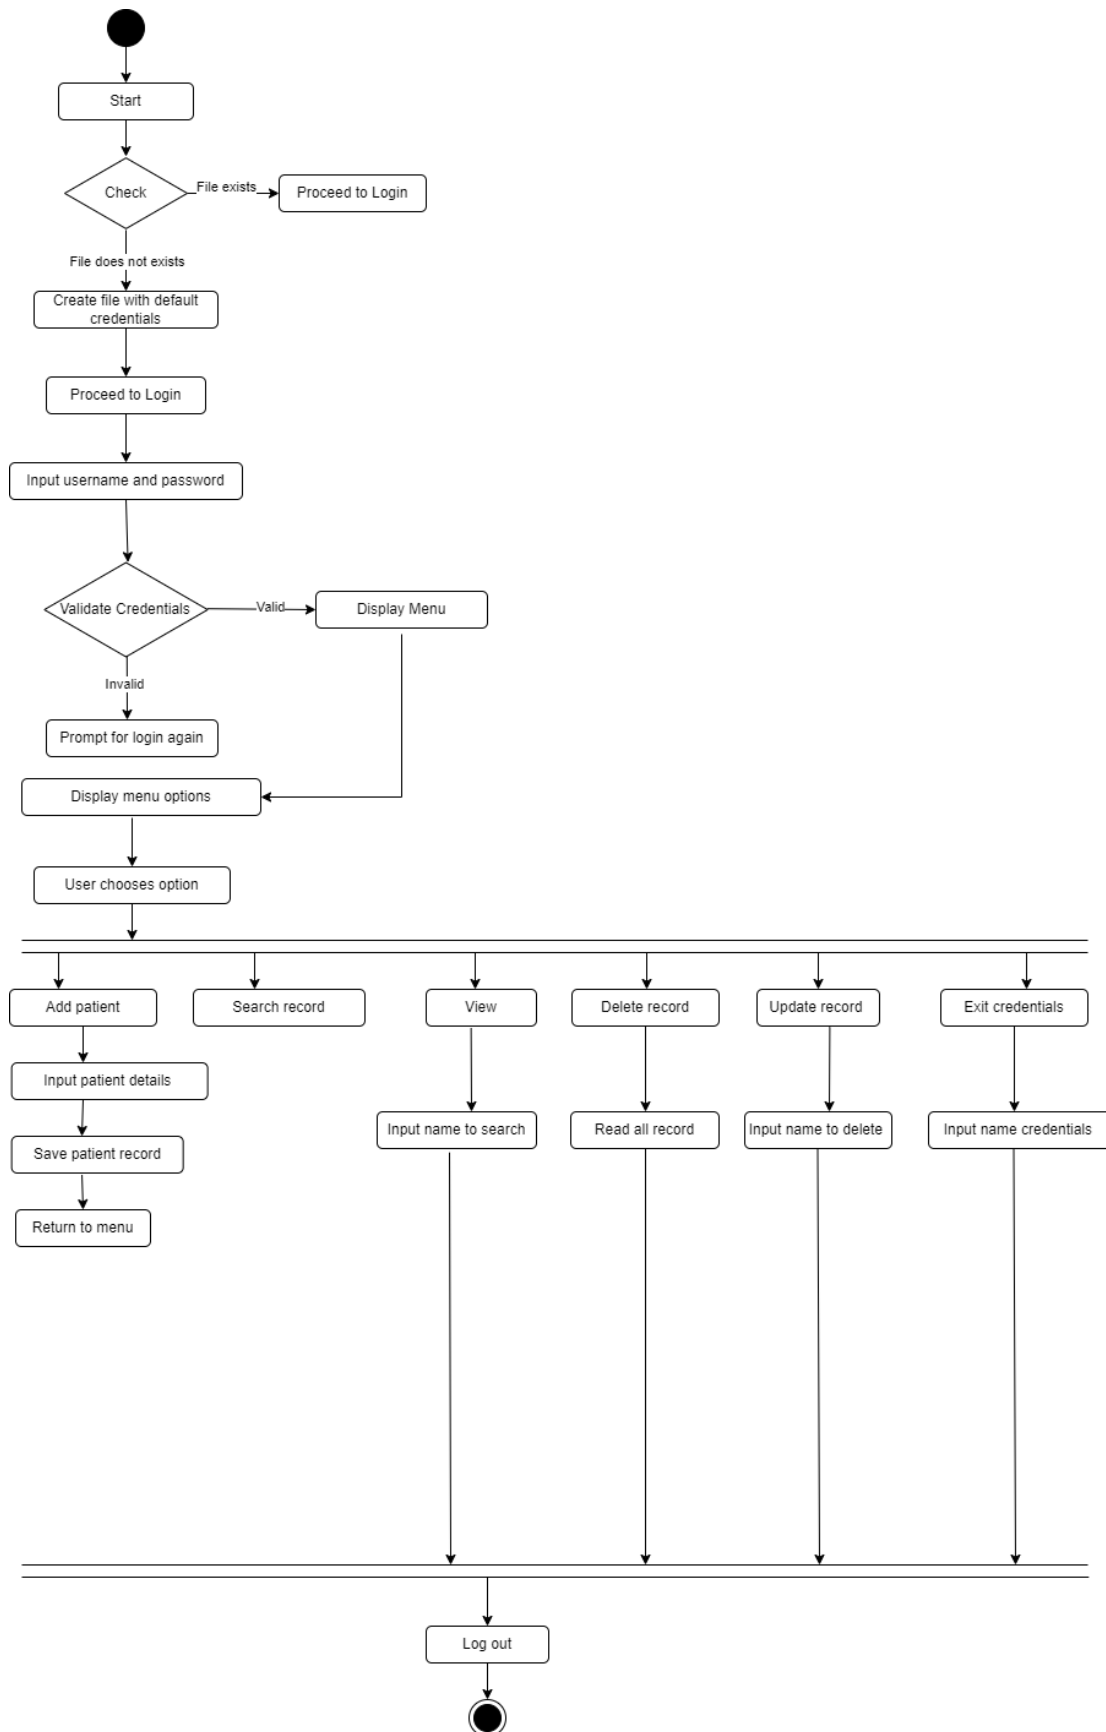 Start
Check
File exists
Proceed to Login
File does not exists
Create file with default
credentials
Proceed to Login
Input username and password
Validate Credentials
Valid
Display Menu
Invalid
Prompt for login again
Display menu options
User chooses option
Add patient
Search record
View
Delete record
Update record
Exit credentials
Input patient details
Input name to search
Read all record
Input name to delete
Input name credentials
Save patient record
Return to menu
Log out